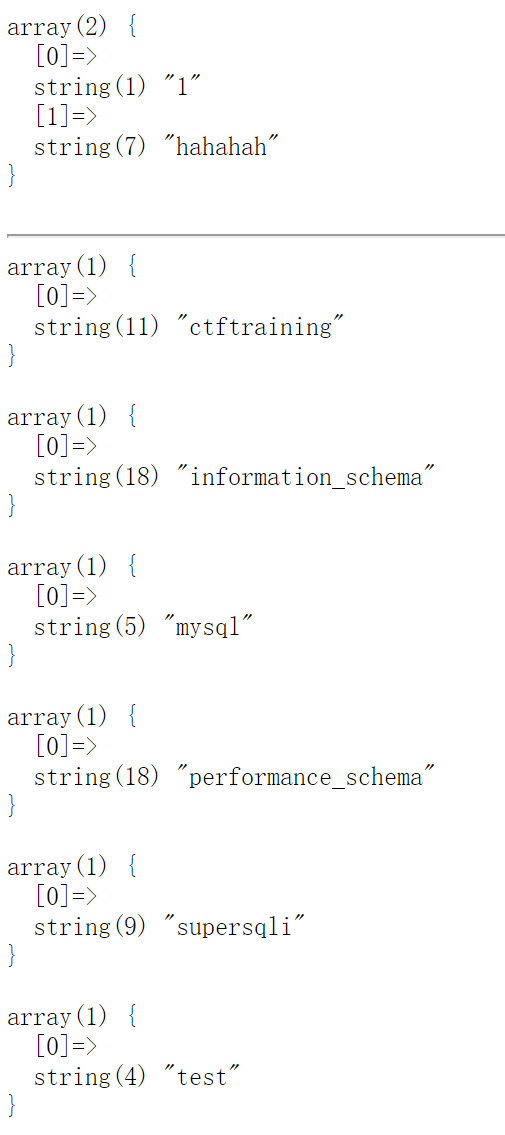 array(2) {
  [0]=>
  string(1) "1"
  [1]=>
  string(7) "hahahah"
}
array(1) {
  [0]=>
  string(11) "ctftraining"
}
array(1) {
  [0]=>
  string(18) "information_schema"
}
array(1) {
  [0]=>
  string(5) "mysql"
}
array(1) {
  [0]=>
  string(18) "performance_schema"
}
array(1) {
  [0]=>
  string(9) "supersqli"
}
array(1) {
  [0]=>
  string(4) "test"
}